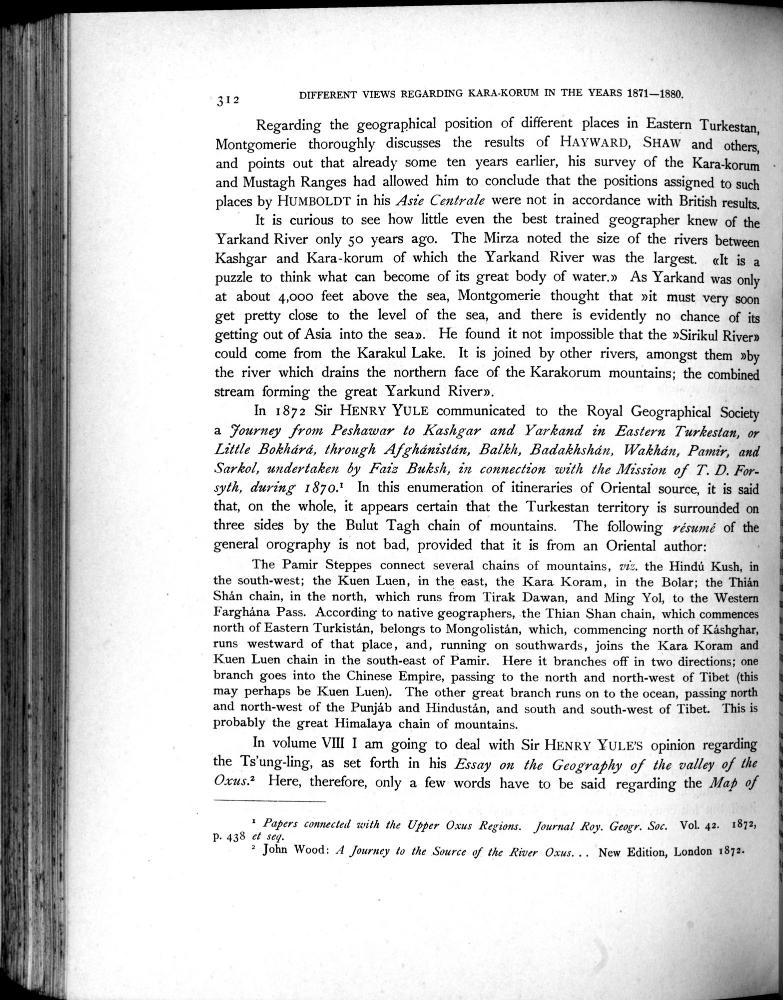 312
DIFFERENT VIEWS REGARDING KARA-KORUM IN THE YEARS 1871—1880.
Regarding the geographical position of different places in Eastern Turkestan,
Montgomerie thoroughly discusses the results of HAYWARD, SHAW and others,
and points out that already some ten years earlier, his survey of the Kara-korum
and Mustagh Ranges had allowed him to conclude that the positions assigned to such
places by HUMBOLDT in his Asie Centrale were not in accordance with British results.
It is curious to see how little even the best trained geographer knew of the
Yarkand River only 50 years ago. The Mirza noted the size of the rivers between
Kashgar and Kara-korum of which the Yarkand River was the largest. «It is a
puzzle to think what can become of its great body of water.» As Yarkand was only
at about 4,000 feet above the sea, Montgomerie thought that »it must very soon
get pretty close to the level of the sea, and there is evidently no chance of its
getting out of Asia into the sea». He found it not impossible that the »Sirikul River»
could come from the Karakul Lake. It is joined by other rivers, amongst them »by
the river which drains the northern face of the Karakorum mountains; the combined
stream forming the great Yarkund River».
In 1872 Sir HENRY YULE communicated to the Royal Geographical Society
a Journey from Peshawar to Kashgar and Yarkand in Eastern Turkestan, or
Little Bokhárá, through Afghánistán, Balkh, Badakhshán, Wakhán, Pamir, and
Sarkol, undertaken by Faiz Buksh, in connection with the Mission of T. D. For-
syth, during 1870.¹ In this enumeration of itineraries of Oriental source, it is said
that, on the whole, it appears certain that the Turkestan territory is surrounded on
three sides by the Bulut Tagh chain of mountains. The following résumé of the
general orography is not bad, provided that it is from an Oriental author:
The Pamir Steppes connect several chains of mountains, viz. the Hindú Kush, in
the south-west; the Kuen Luen, in the east, the Kara Koram, in the Bolar; the Thián
Shán chain, in the north, which runs from Tirak Dawan, and Ming Yol, to the Western
Farghána Pass. According to native geographers, the Thian Shan chain, which commences
north of Eastern Turkistán, belongs to Mongolistán, which, commencing north of Káshghar,
runs westward of that place, and, running on southwards, joins the Kara Koram and
Kuen Luen chain in the south-east of Pamir. Here it branches off in two directions; one
branch goes into the Chinese Empire, passing to the north and north-west of Tibet (this
may perhaps be Kuen Luen). The other great branch runs on to the ocean, passing north
and north-west of the Punjáb and Hindustán, and south and south-west of Tibet. This is
probably the great Himalaya chain of mountains.
In volume VIII I am going to deal with Sir HENRY YULE'S opinion regarding
the Ts'ung-ling, as set forth in his Essay on the Geography of the valley of the
Oxus.² Here, therefore, only a few words have to be said regarding the Map of
¹ Papers connected with the Upper Oxus Regions. Journal Roy. Geogr. Soc. Vol. 42. 1872,
p. 438 et seq.
² John Wood: A Journey to the Source of the River Oxus... New Edition, London 1872.